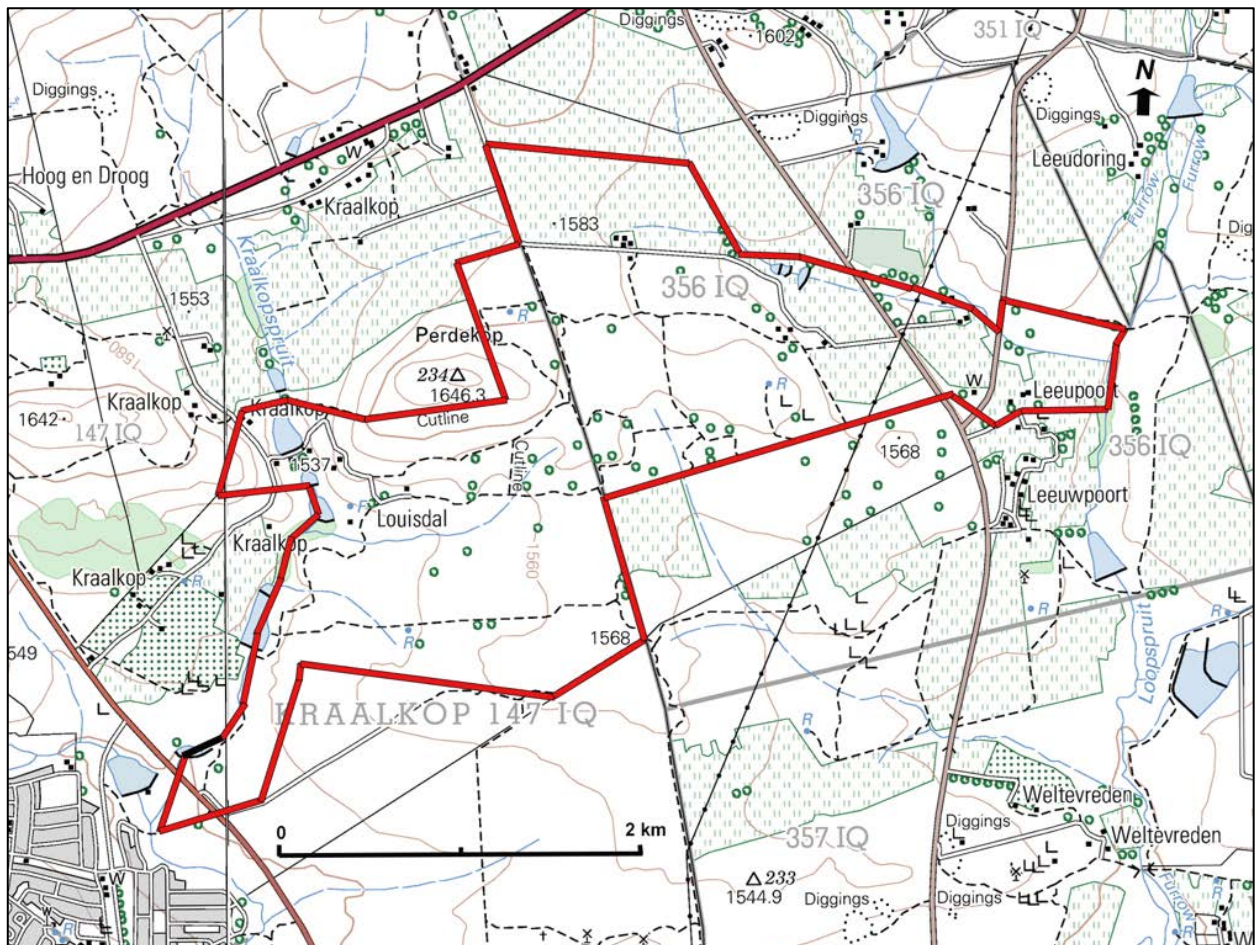 Diggings
1602
351 IQ
N
Diggings
Diggings
Diggings
R
Furrow
Furrow
Leeudoring
W
Hoog en Droog
Kraalkop
356 IQ
1583
Dig
Kraalkopspruit
356 IQ
1553
R
Perdekop
1580
234
1646.3
R
W
Leeupoort
Kraalkop
Kraalkop
Cutline
1642
147 IQ
356 IQ
1568
Cutline
1537
R
Louisdal
Leeuwpoort
Kraalkop
1560
Kraalkop
R
R
R
R
Loopspruit
1568
549
R
KRAALKOP 147 IQ
Weltevreden
0
2 km
Diggings
Weltevreden
357 IQ
233
1544.9
Diggings
Diggings
Furrow
W
W
W
R
R